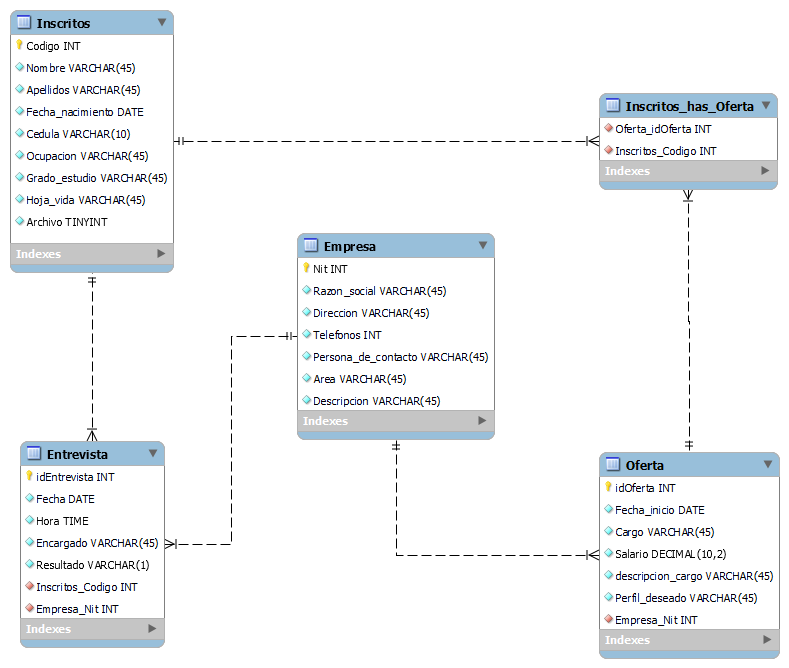 Inscritos
Codigo INT
Nombre VARCHAR(45)
Apellidos VARCHAR(45)
Fecha_nacimiento DATE
Cedula VARCHAR(10)
Ocupacion VARCHAR(45)
Grado_estudio VARCHAR(45)
Hoja_vida VARCHAR(45)
Archivo TINYINT
Indexes
Inscritos_has_Oferta
Oferta_idOferta INT
Inscritos_Codigo INT
Indexes
Empresa
Nit INT
Razon_social VARCHAR(45)
Direccion VARCHAR(45)
Telefonos INT
Persona_de_contacto VARCHAR(45)
Area VARCHAR(45)
Descripcion VARCHAR(45)
Indexes
Entrevista
idEntrevista INT
Fecha DATE
Hora TIME
Encargado VARCHAR(45)
Resultado VARCHAR(1)
Inscritos_Codigo INT
Empresa_Nit INT
Indexes
Oferta
idOferta INT
Fecha_inicio DATE
Cargo VARCHAR(45)
Salario DECIMAL(10,2)
descripcion_cargo VARCHAR(45)
Perfil_deseado VARCHAR(45)
Empresa_Nit INT
Indexes